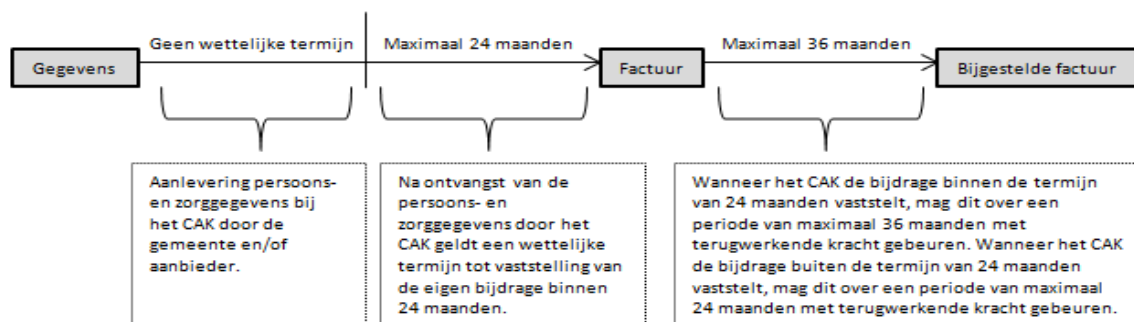 Geen wettelijke termijn
Maximaal 24 maanden
Maximaal 36 maanden
Gegevens
Factuur
Bijgestelde factuur
Aanlevering persoons-
en zorggegevens bij
het CAK door de
gemeente en/of
aanbieder.
Na ontvangst van de
persoons- en
zorggegevens door het
CAK geldt een wettelijke
termijn tot vaststelling van
de eigen bijdrage binnen
24 maanden.
Wanneer het CAK de bijdrage binnen de termijn
van 24 maanden vaststelt, mag dit over een
periode van maximaal 36 maanden met
terugwerkende kracht gebeuren. Wanneer het CAK
de bijdrage buiten de termijn van 24 maanden
vaststelt, mag dit over een periode van maximaal
24 maanden met terugwerkende kracht gebeuren.